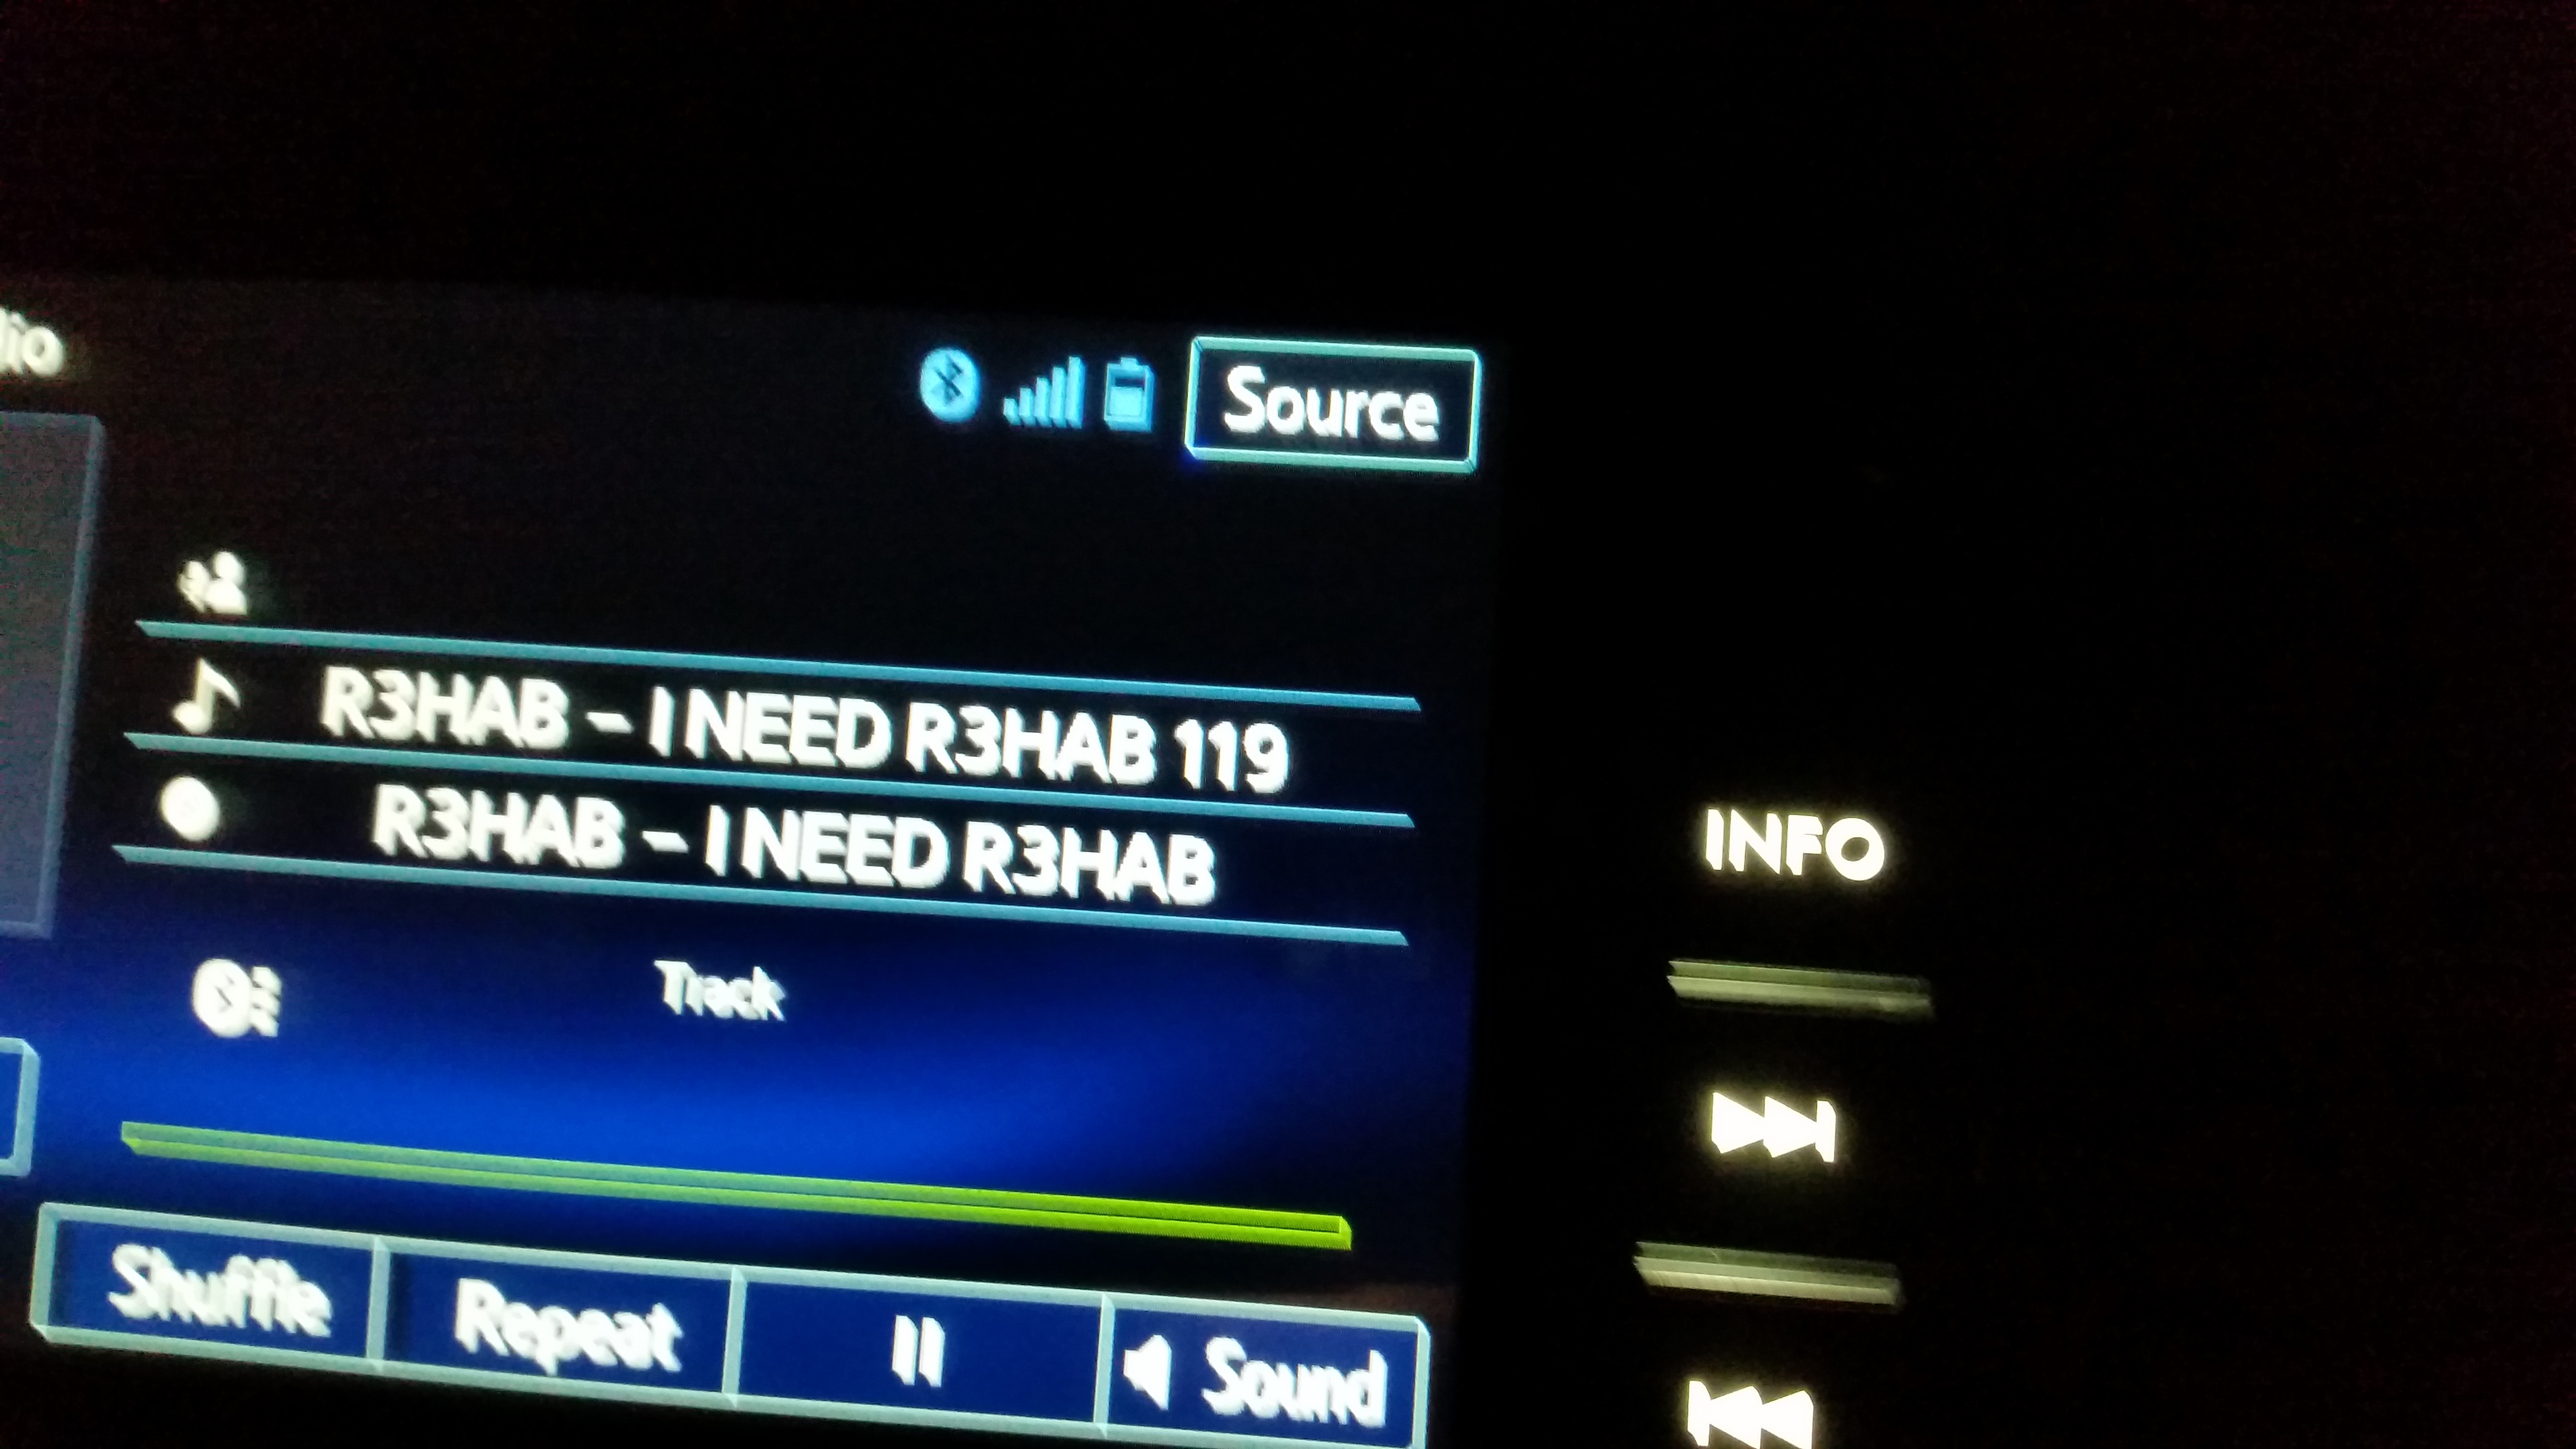 Source
R3HAB - I NEED R3HAB 119
R3HAB - I NEED R3HAB
INFO
Track
Shuffle
Repeat
Sound